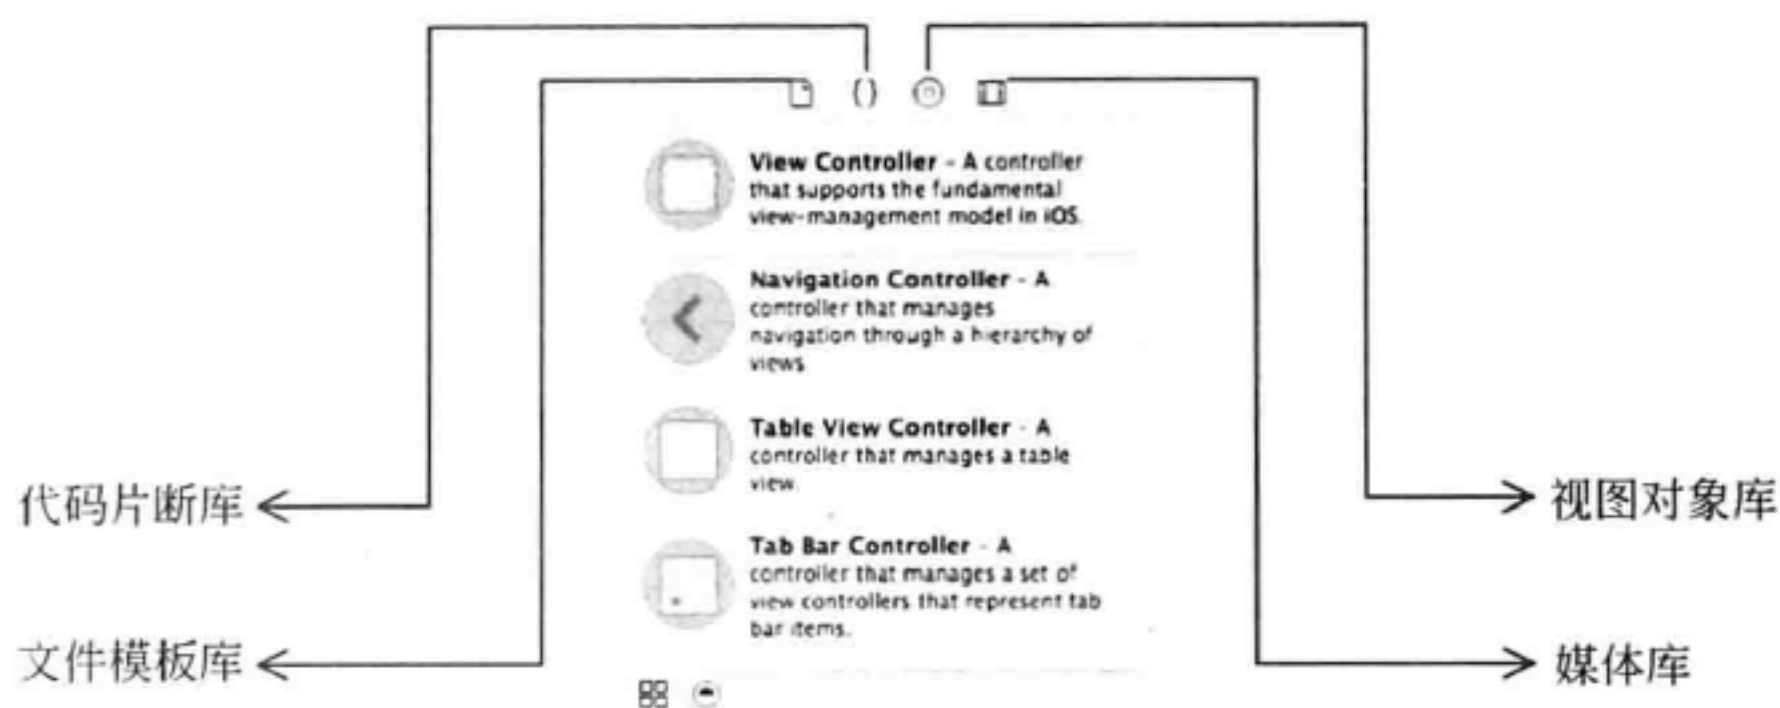 View Controller - A controller
that supports the fundamental
view-management model in iOS.
Navigation Controller - A
controller that manages
navigation through a hierarchy of
views
Table View Controller - A
controller that manages a table
view.
代码片断库
视图对象库
Tab Bar Controller - A
controller that manages a set of
view controllers that represent tab
bar items.
文件模板库
媒体库